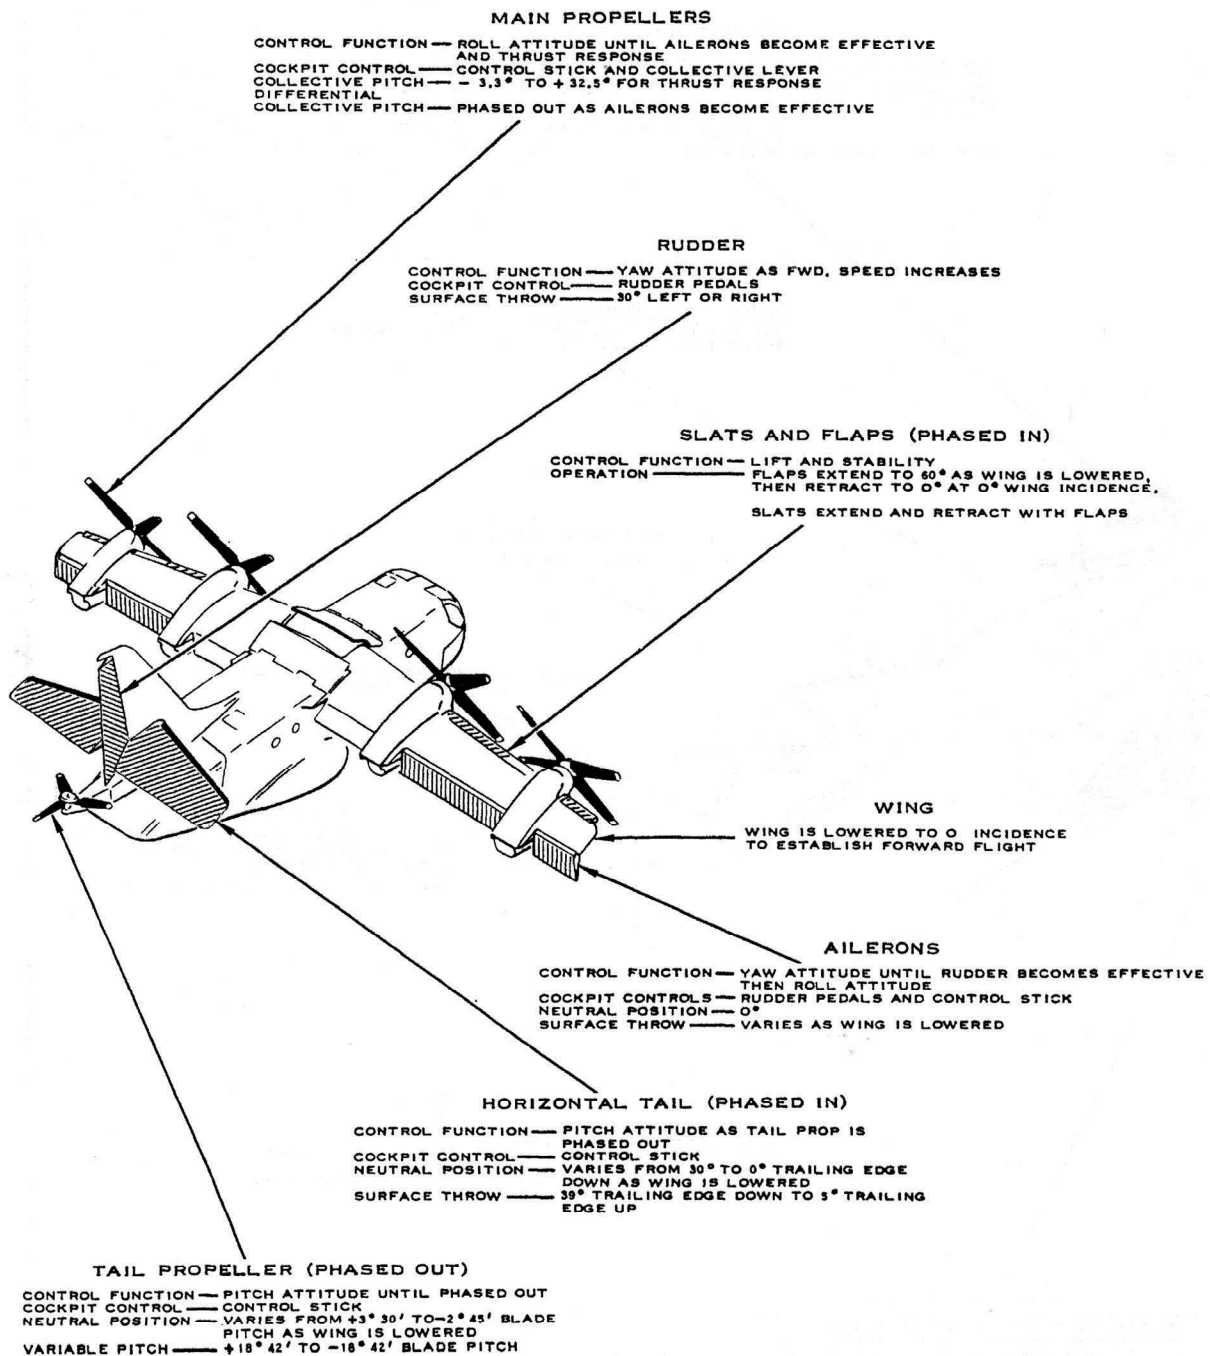 MAIN PROPELLERS
CONTROL FUNCTION — ROLL ATTITUDE UNTIL AILERONS BECOME EFFECTIVE
AND THRUST RESPONSE
COCKPIT CONTROL — CONTROL STICK AND COLLECTIVE LEVER
COLLECTIVE PITCH — - 3.3° TO + 32.5° FOR THRUST RESPONSE
DIFFERENTIAL
COLLECTIVE PITCH — PHASED OUT AS AILERONS BECOME EFFECTIVE
RUDDER
CONTROL FUNCTION — YAW ATTITUDE AS FWD. SPEED INCREASES
COCKPIT CONTROL — RUDDER PEDALS
SURFACE THROW — 30° LEFT OR RIGHT
SLATS AND FLAPS (PHASED IN)
CONTROL FUNCTION — LIFT AND STABILITY
OPERATION — FLAPS EXTEND TO 60° AS WING IS LOWERED,
THEN RETRACT TO 0° AT 0° WING INCIDENCE.
SLATS EXTEND AND RETRACT WITH FLAPS
WING
WING IS LOWERED TO 0 INCIDENCE
TO ESTABLISH FORWARD FLIGHT
AILERONS
CONTROL FUNCTION — YAW ATTITUDE UNTIL RUDDER BECOMES EFFECTIVE
THEN ROLL ATTITUDE
COCKPIT CONTROLS — RUDDER PEDALS AND CONTROL STICK
NEUTRAL POSITION — 0°
SURFACE THROW — VARIES AS WING IS LOWERED
HORIZONTAL TAIL (PHASED IN)
CONTROL FUNCTION — PITCH ATTITUDE AS TAIL PROP IS
PHASED OUT
COCKPIT CONTROL — CONTROL STICK
NEUTRAL POSITION — VARIES FROM 30° TO 0° TRAILING EDGE
DOWN AS WING IS LOWERED
SURFACE THROW — 39° TRAILING EDGE DOWN TO 5° TRAILING
EDGE UP
TAIL PROPELLER (PHASED OUT)
CONTROL FUNCTION — PITCH ATTITUDE UNTIL PHASED OUT
COCKPIT CONTROL — CONTROL STICK
NEUTRAL POSITION — VARIES FROM +3° 30' TO -2° 45' BLADE
PITCH AS WING IS LOWERED
VARIABLE PITCH — +18° 42' TO -18° 42' BLADE PITCH